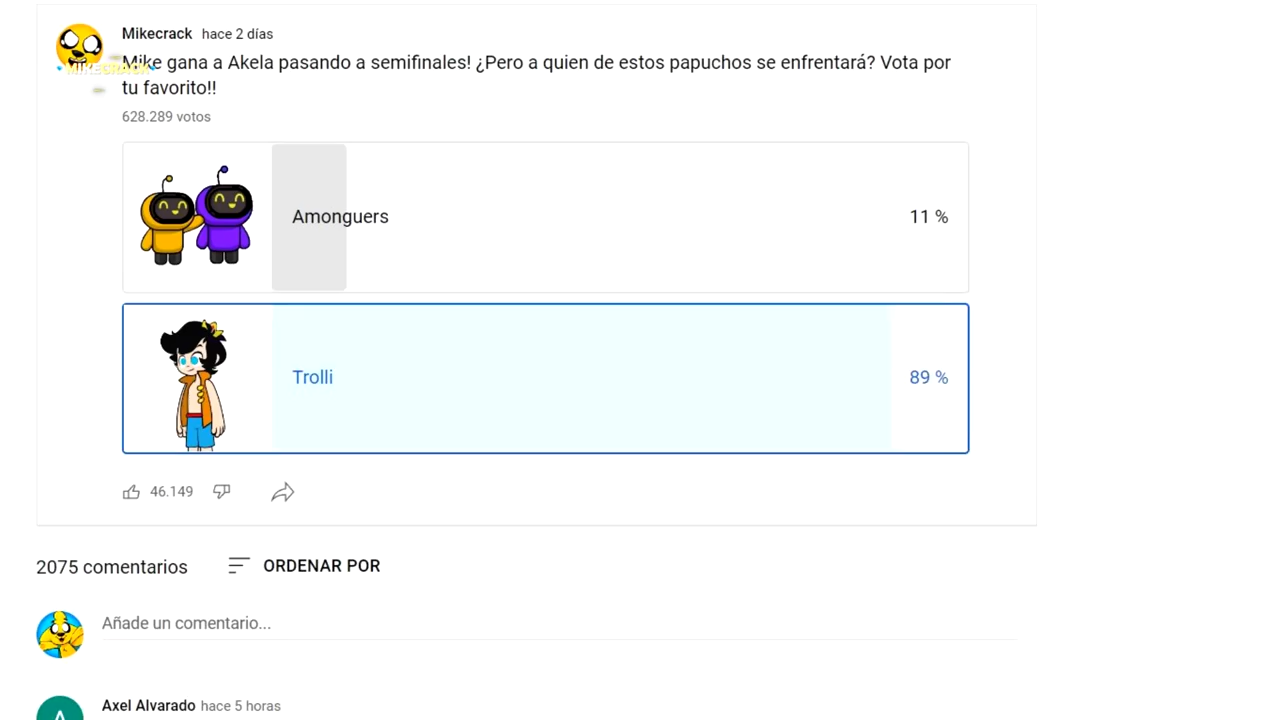 Mikecrack hace 2 días
Mike gana a Akela pasando a semifinales! ¿Pero a quien de estos papuchos se enfrentará? Vota por
MIKECRACK
tu favorito!!
628.289 votos
Amonguers 11 %
Trolli 89 %
46.149
2075 comentarios ORDENAR POR
Añade un comentario...
Axel Alvarado hace 5 horas
A